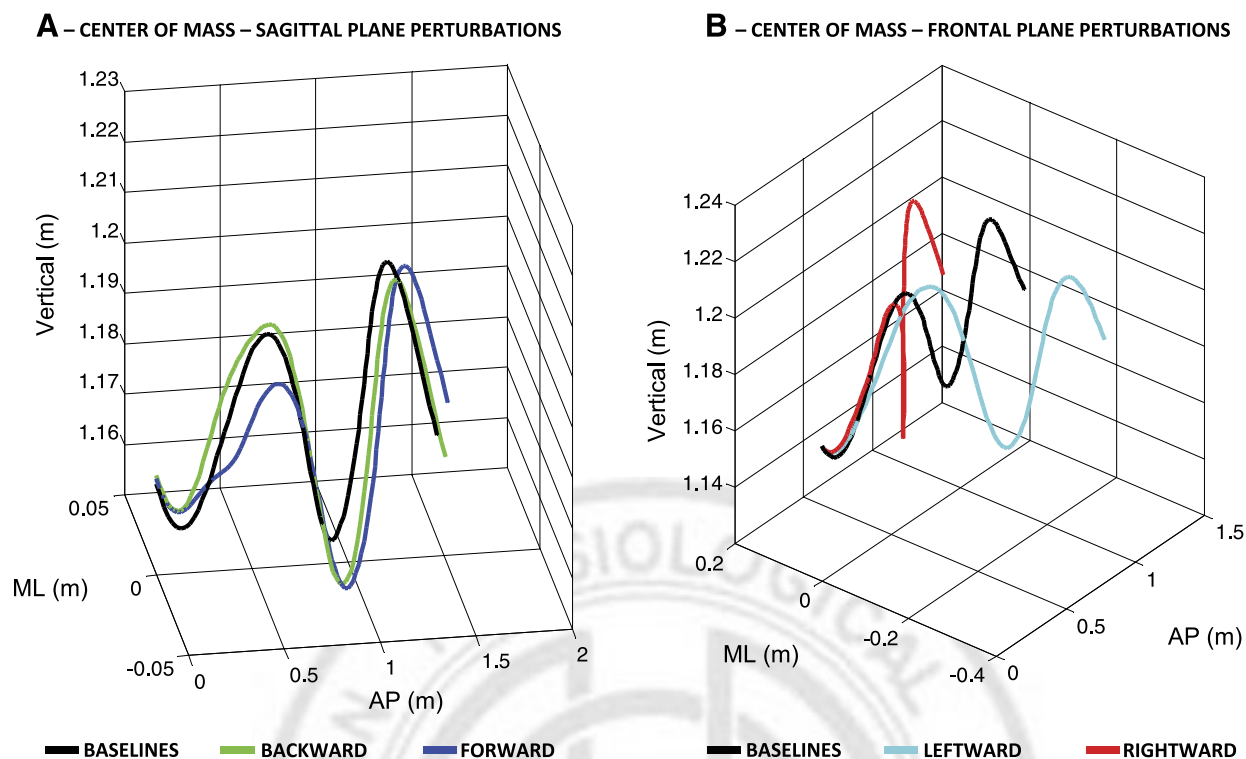 A – CENTER OF MASS – SAGITTAL PLANE PERTURBATIONS
1.23
1.22
1.21
1.2
1.19
1.18
1.17
1.16
Vertical (m)
0.05
0
-0.05
ML (m)
0
0.5
1
1.5
2
AP (m)
BASELINES BACKWARD FORWARD
B – CENTER OF MASS – FRONTAL PLANE PERTURBATIONS
1.24
1.22
1.2
1.18
1.16
1.14
Vertical (m)
0.2
0
-0.2
-0.4
ML (m)
0
0.5
1
1.5
AP (m)
BASELINES LEFTWARD RIGHTWARD
SIOLOGICAL